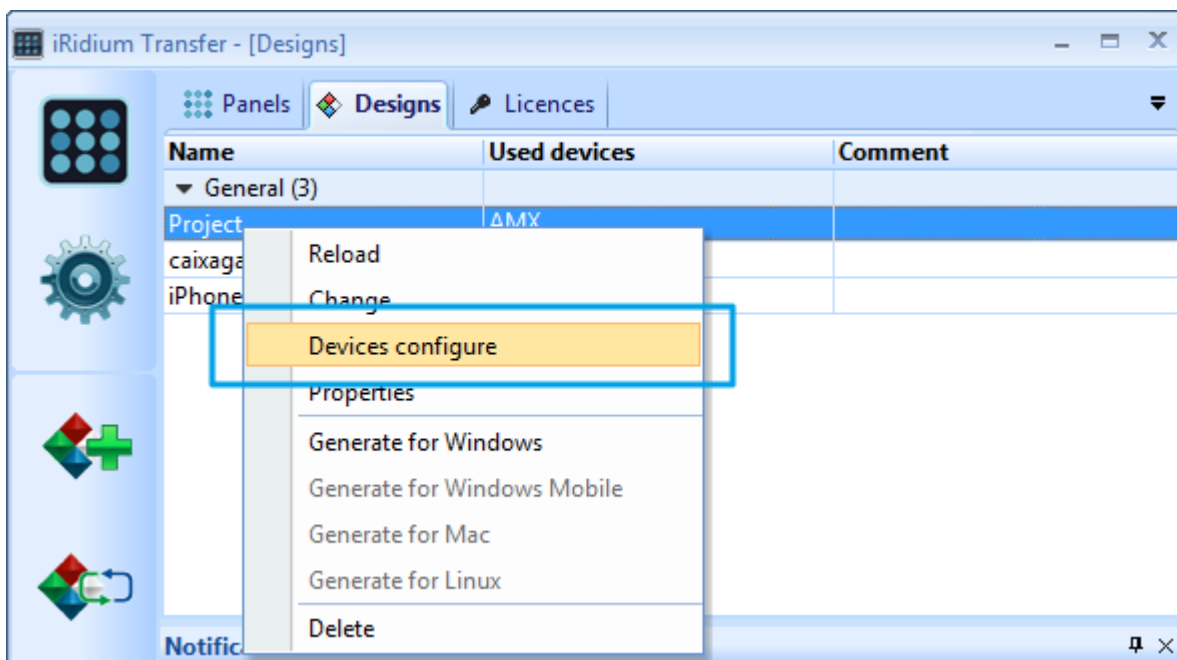 iRidium Transfer - [Designs]
Panels Designs Licences
Name Used devices Comment
General (3)
Project AMX
caixaga
iPhone
Reload
Change
Devices configure
Properties
Generate for Windows
Generate for Windows Mobile
Generate for Mac
Generate for Linux
Delete
Notific